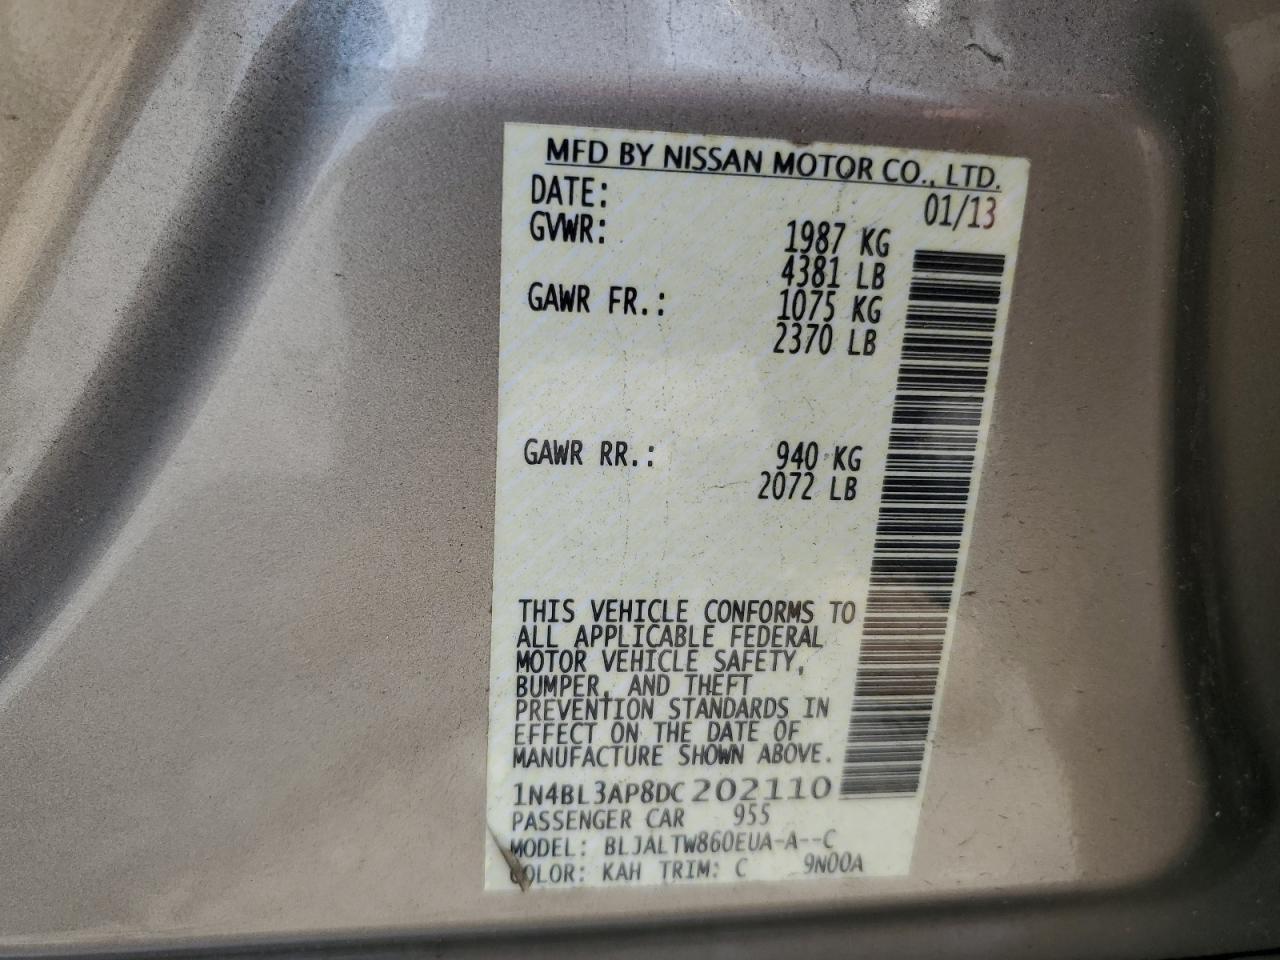 MFD BY NISSAN MOTOR CO., LTD.
DATE: 01/13
GVWR: 1987 KG
4381 LB
GAWR FR.: 1075 KG
2370 LB
GAWR RR.: 940 KG
2072 LB
THIS VEHICLE CONFORMS TO
ALL APPLICABLE FEDERAL
MOTOR VEHICLE SAFETY,
BUMPER, AND THEFT
PREVENTION STANDARDS IN
EFFECT ON THE DATE OF
MANUFACTURE SHOWN ABOVE.
1N4BL3AP8DC202110
PASSENGER CAR 955
MODEL: BLJALTW860EUA-A--C
COLOR: KAH TRIM: C 9N00A